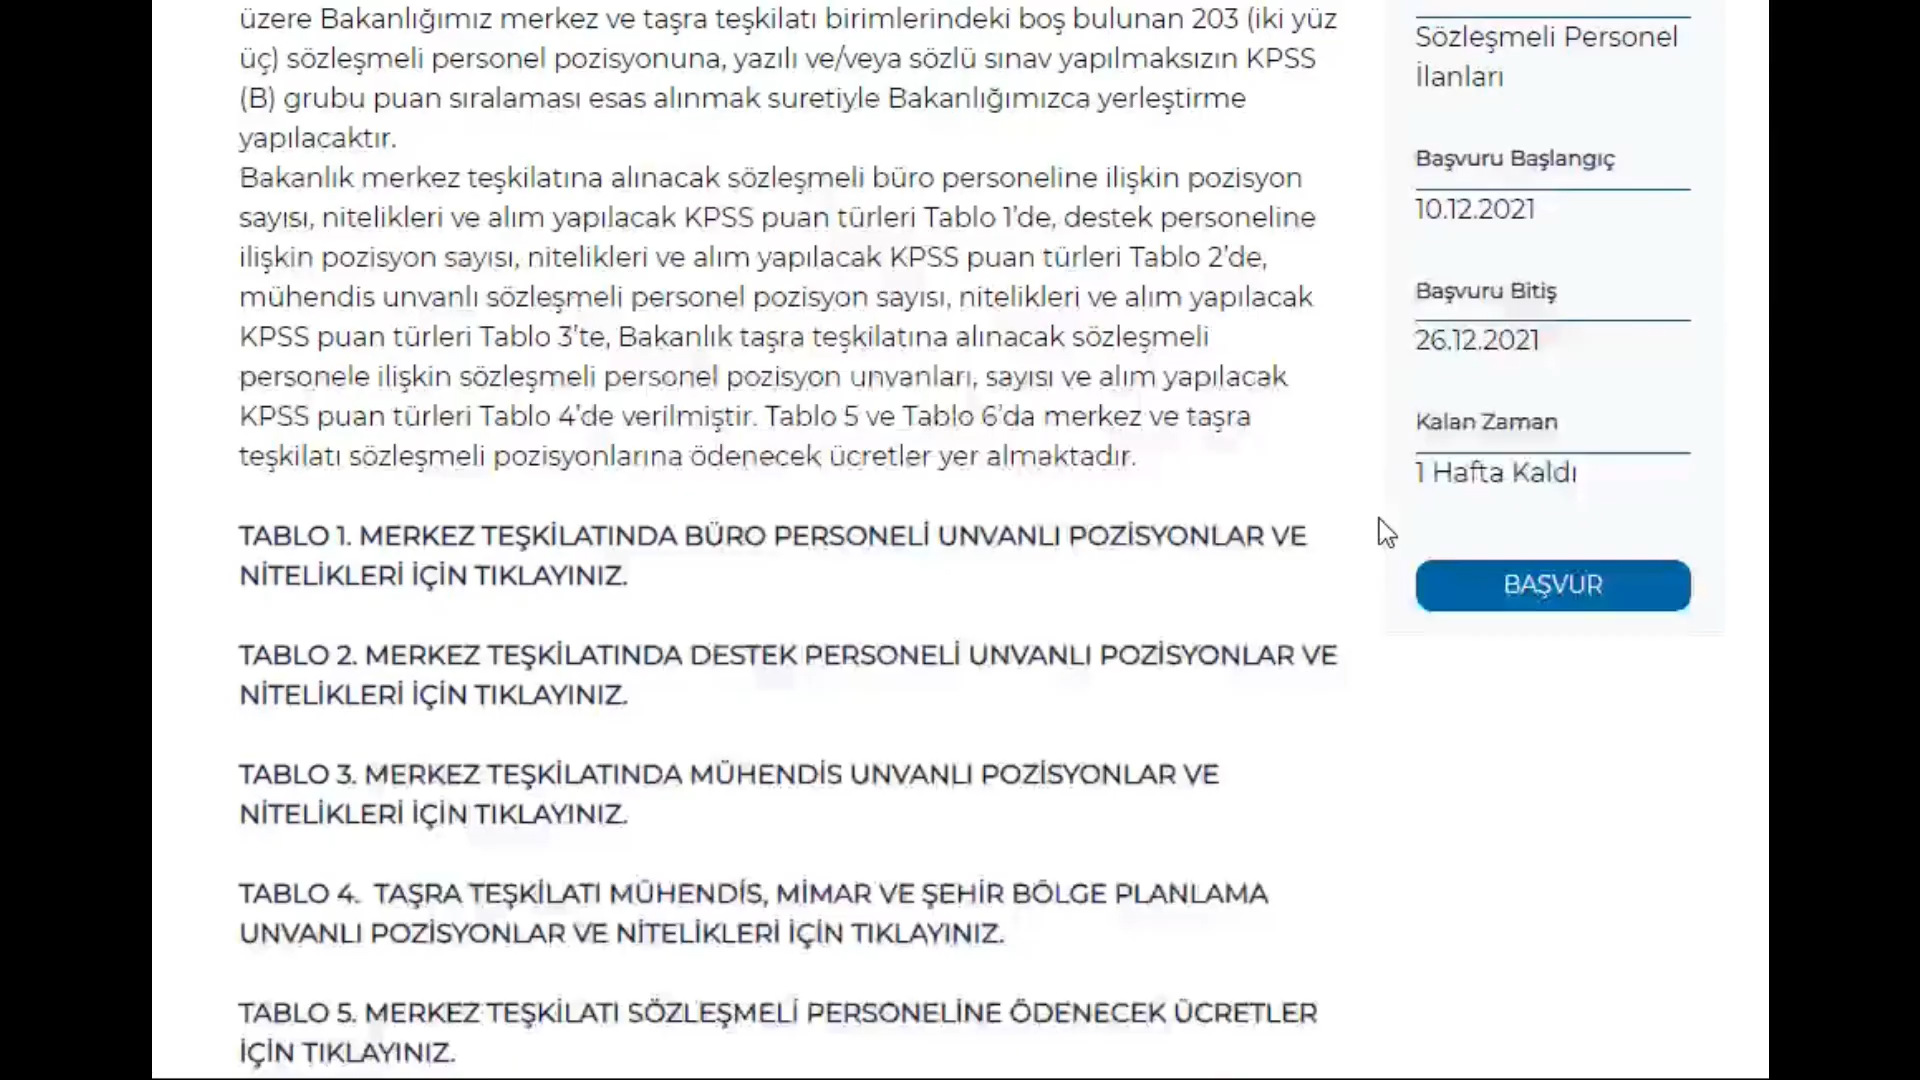 üzere Bakanlığımız merkez ve taşra teşkilatı birimlerindeki boş bulunan 203 (iki yüz
üç) sözleşmeli personel pozisyonuna, yazılı ve/veya sözlü sınav yapılmaksızın KPSS
(B) grubu puan sıralaması esas alınmak suretiyle Bakanlığımızca yerleştirme
yapılacaktır.
Bakanlık merkez teşkilatına alınacak sözleşmeli büro personeline ilişkin pozisyon
sayısı, nitelikleri ve alım yapılacak KPSS puan türleri Tablo 1'de, destek personeline
ilişkin pozisyon sayısı, nitelikleri ve alım yapılacak KPSS puan türleri Tablo 2'de,
mühendis unvanlı sözleşmeli personel pozisyon sayısı, nitelikleri ve alım yapılacak
KPSS puan türleri Tablo 3'te, Bakanlık taşra teşkilatına alınacak sözleşmeli
personele ilişkin sözleşmeli personel pozisyon unvanları, sayısı ve alım yapılacak
KPSS puan türleri Tablo 4'de verilmiştir. Tablo 5 ve Tablo 6'da merkez ve taşra
teşkilatı sözleşmeli pozisyonlarına ödenecek ücretler yer almaktadır.
TABLO 1. MERKEZ TEŞKİLATINDA BÜRO PERSONELİ UNVANLI POZİSYONLAR VE
NİTELİKLERİ İÇİN TIKLAYINIZ.
TABLO 2. MERKEZ TEŞKİLATINDA DESTEK PERSONELİ UNVANLI POZİSYONLAR VE
NİTELİKLERİ İÇİN TIKLAYINIZ.
TABLO 3. MERKEZ TEŞKİLATINDA MÜHENDİS UNVANLI POZİSYONLAR VE
NİTELİKLERİ İÇİN TIKLAYINIZ.
TABLO 4. TAŞRA TEŞKİLATI MÜHENDİS, MİMAR VE ŞEHİR BÖLGE PLANLAMA
UNVANLI POZİSYONLAR VE NİTELİKLERİ İÇİN TIKLAYINIZ.
TABLO 5. MERKEZ TEŞKİLATI SÖZLEŞMELİ PERSONELİNE ÖDENECEK ÜCRETLER
İÇİN TIKLAYINIZ.
Sözleşmeli Personel
İlanları
Başvuru Başlangıç
10.12.2021
Başvuru Bitiş
26.12.2021
Kalan Zaman
1 Hafta Kaldı
BAŞVUR